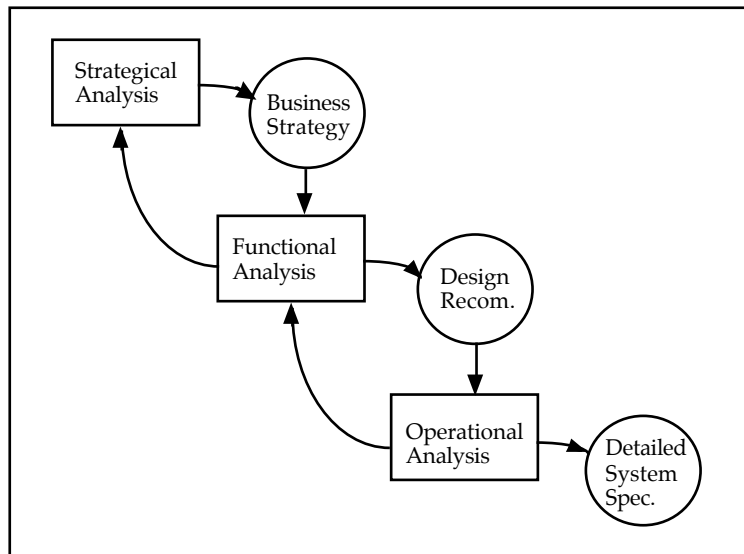 Strategical
Analysis
Business
Strategy
Functional
Analysis
Design
Recom.
Operational
Analysis
Detailed
System
Spec.